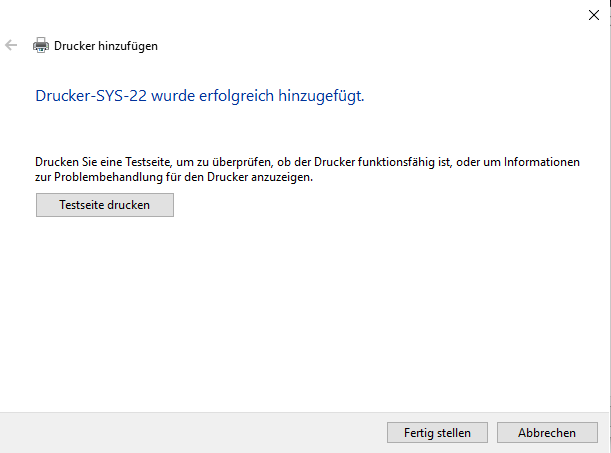 Drucker hinzufügen
Drucker-SYS-22 wurde erfolgreich hinzugefügt.
Drucken Sie eine Testseite, um zu überprüfen, ob der Drucker funktionsfähig ist, oder um Informationen
zur Problembehandlung für den Drucker anzuzeigen.
Testseite drucken
Fertig stellen
Abbrechen